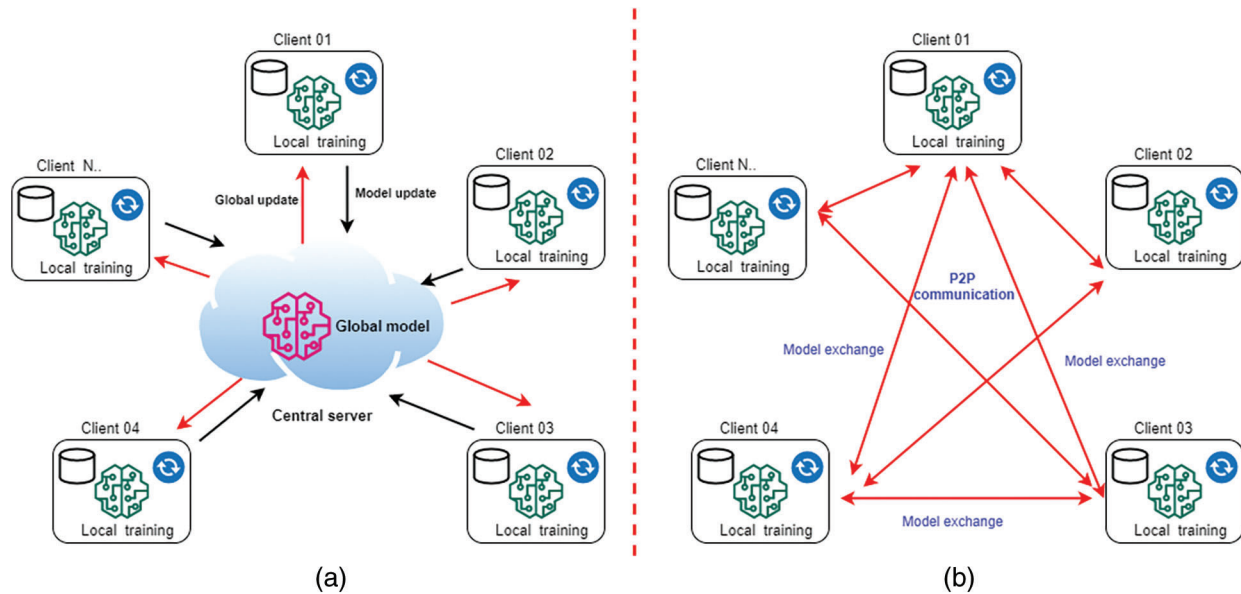 Client 01
Local training
Client N..
Local training
Client 02
Local training
Global update
Model update
Global model
Central server
Client 04
Local training
Client 03
Local training
(a)
Client 01
Local training
Client N..
Local training
Client 02
Local training
P2P
communication
Model exchange
Model exchange
Client 04
Local training
Client 03
Local training
Model exchange
(b)